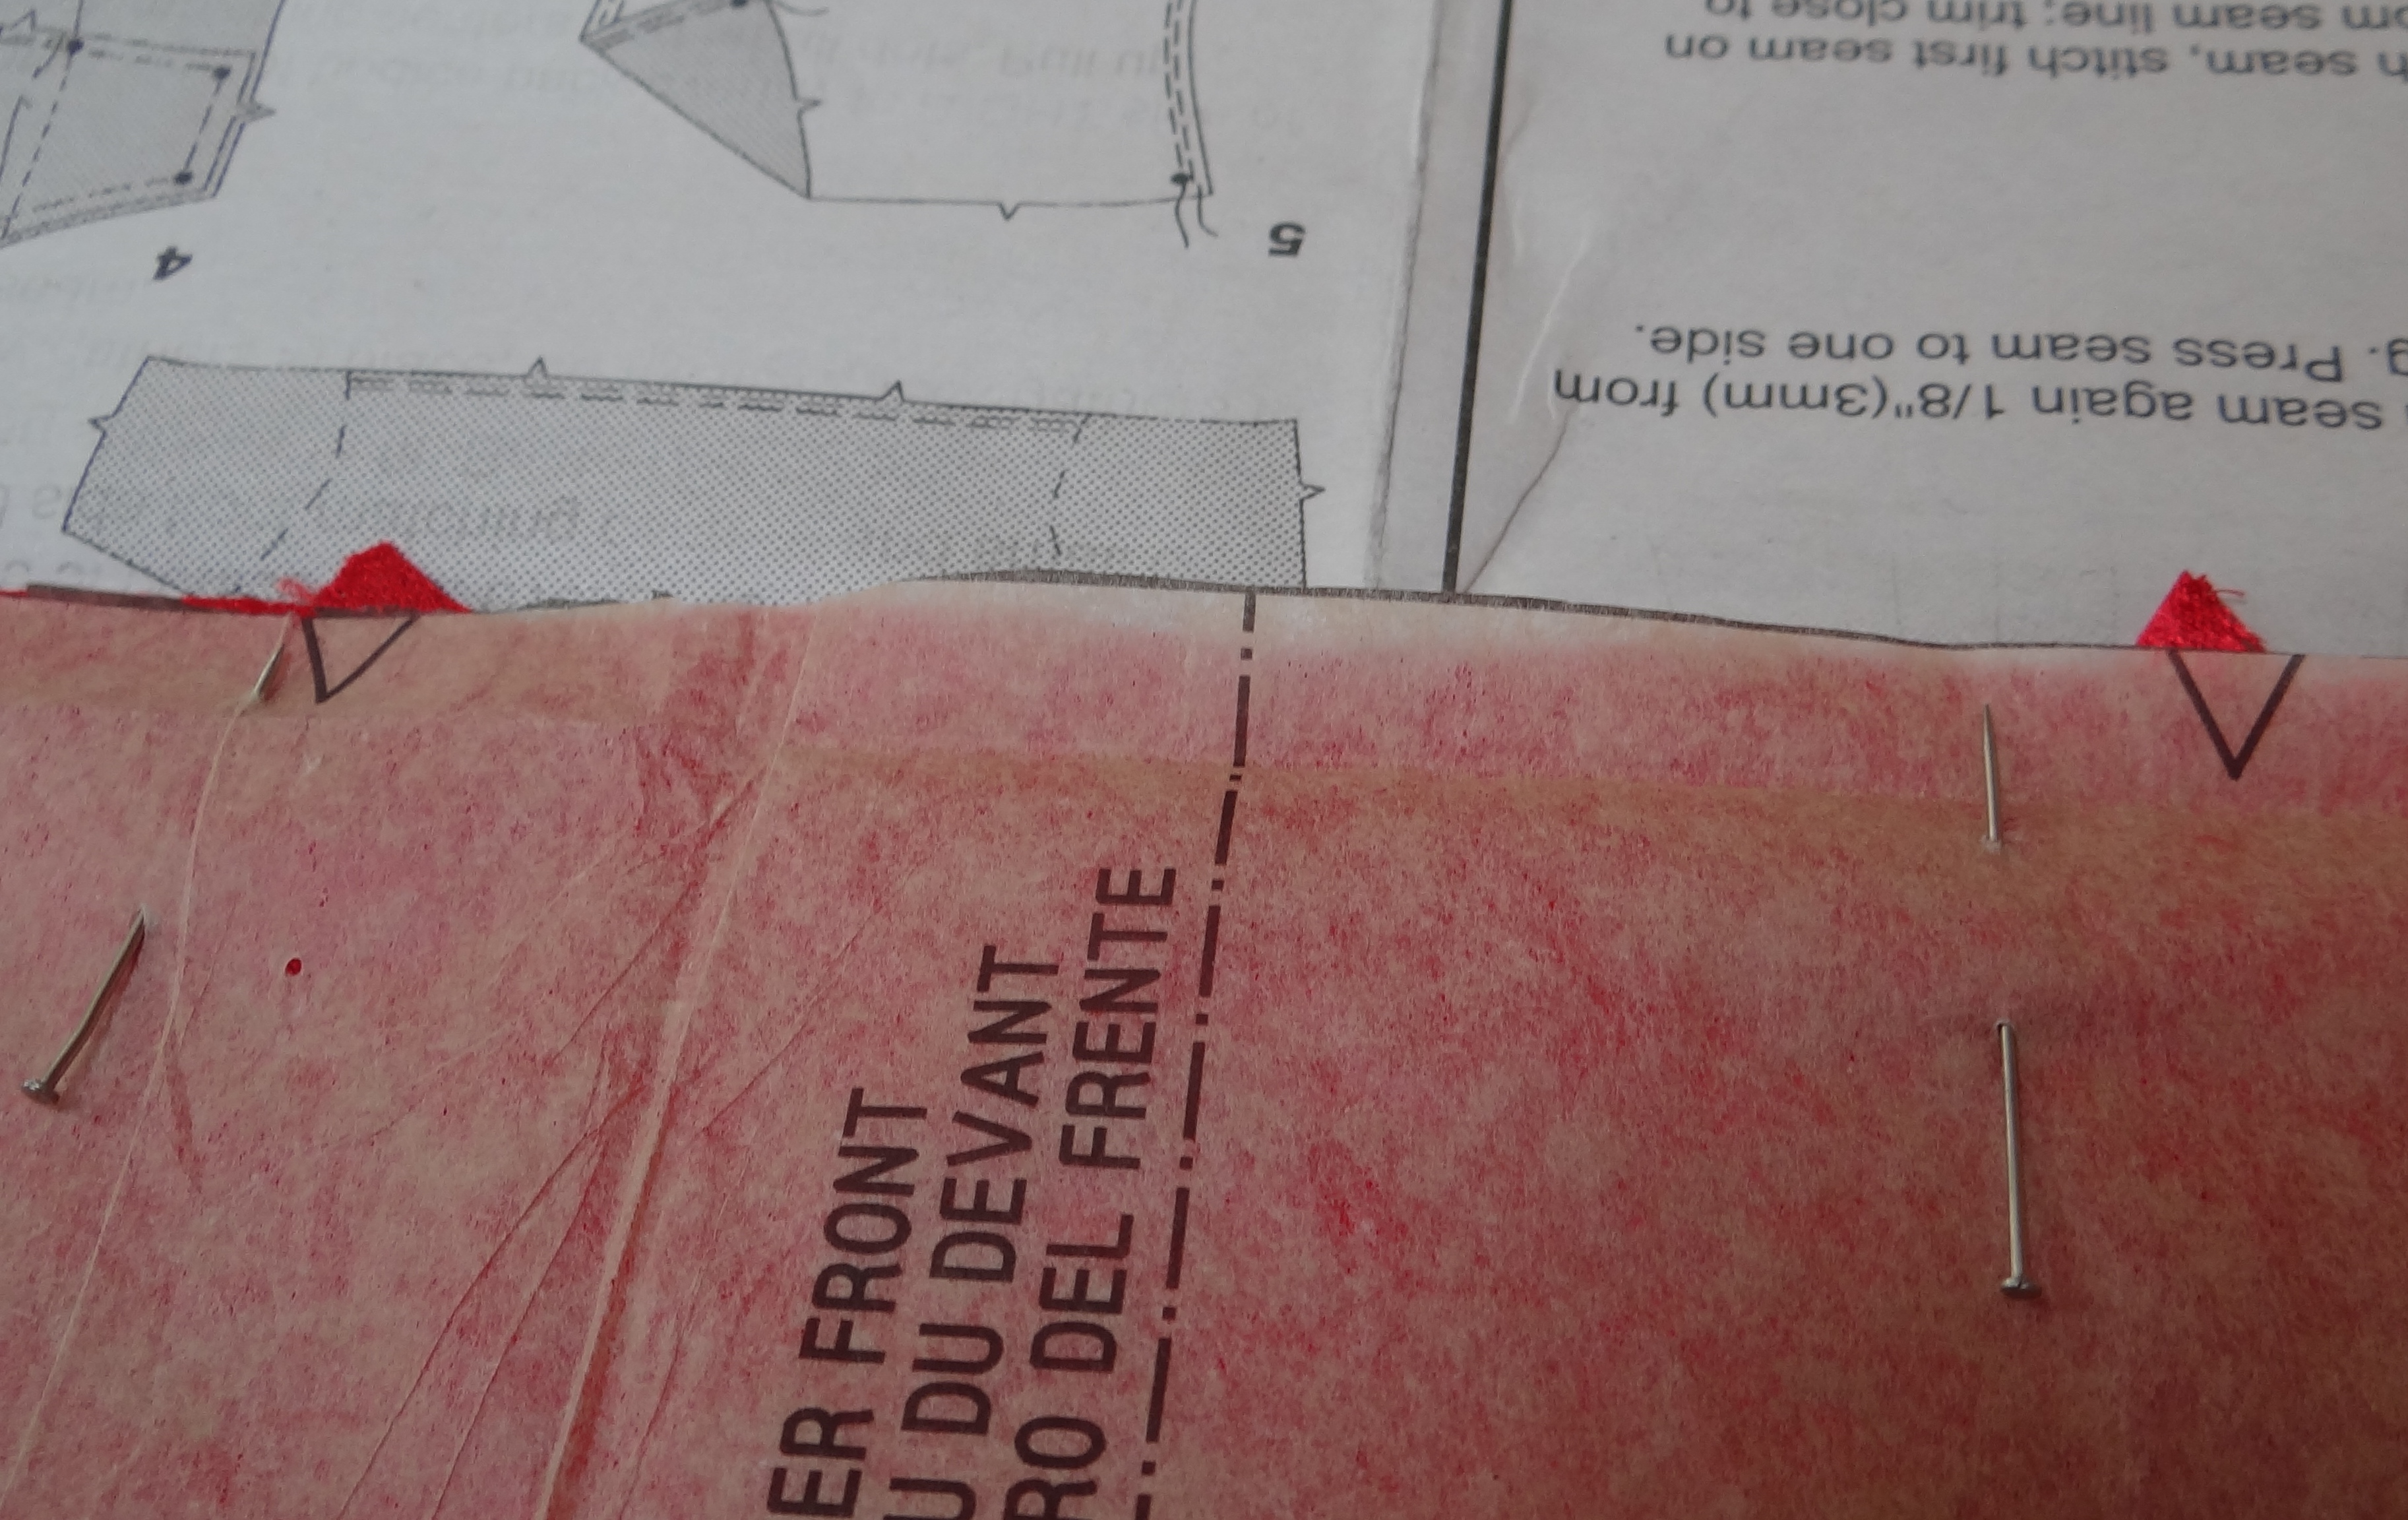 ER FRONT
U DU DEVANT
RO DEL FRENTE
seam again 1/8"(3mm) from
g. Press seam to one side.
seam, stitch first seam on
seam line; trim close to
5
4